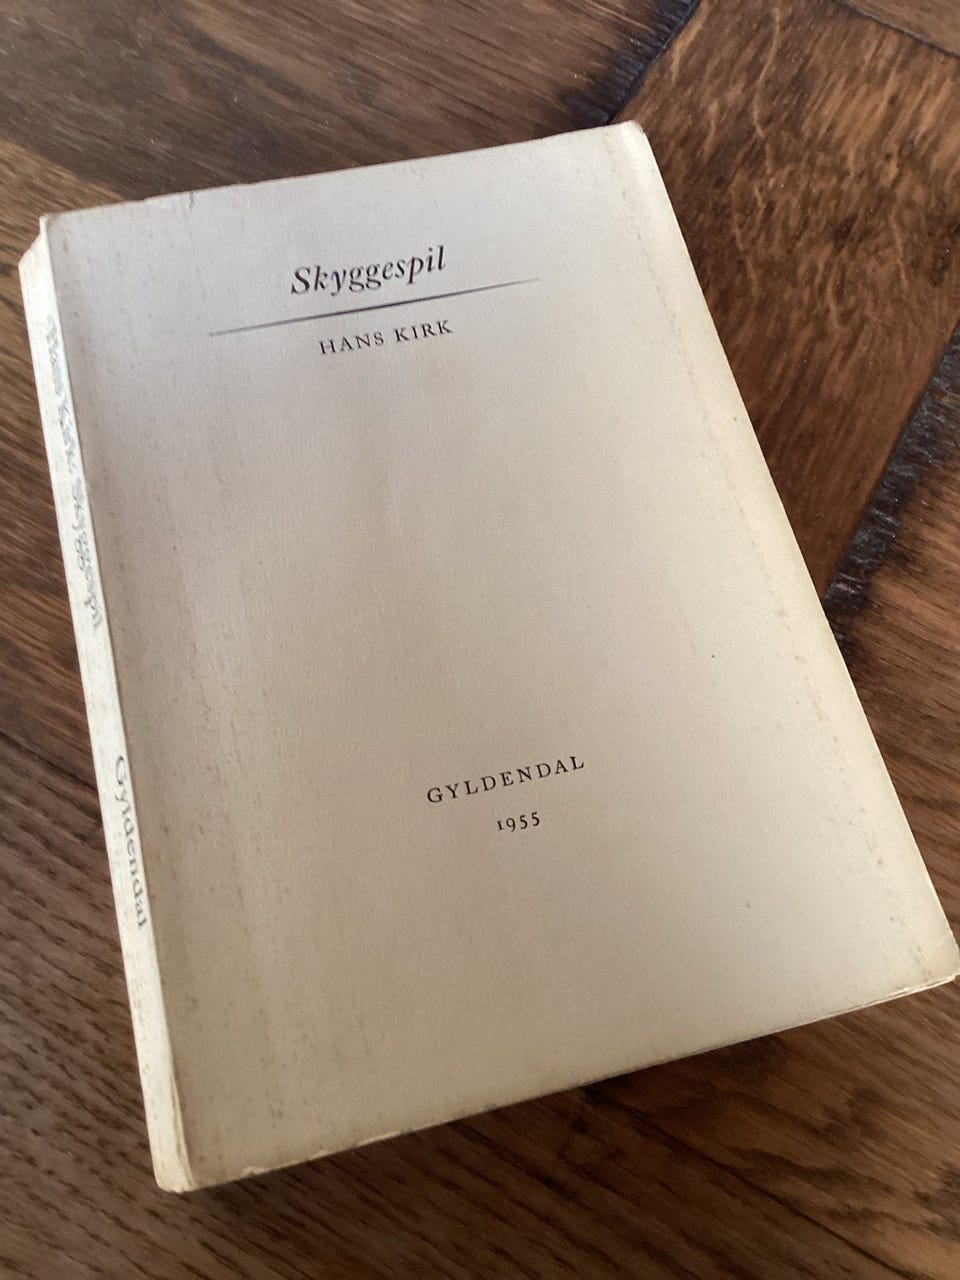 Skyggespil
HANS KIRK
GYLDENDAL
1955
Hans Kirk Skyggespil
Gyldendal